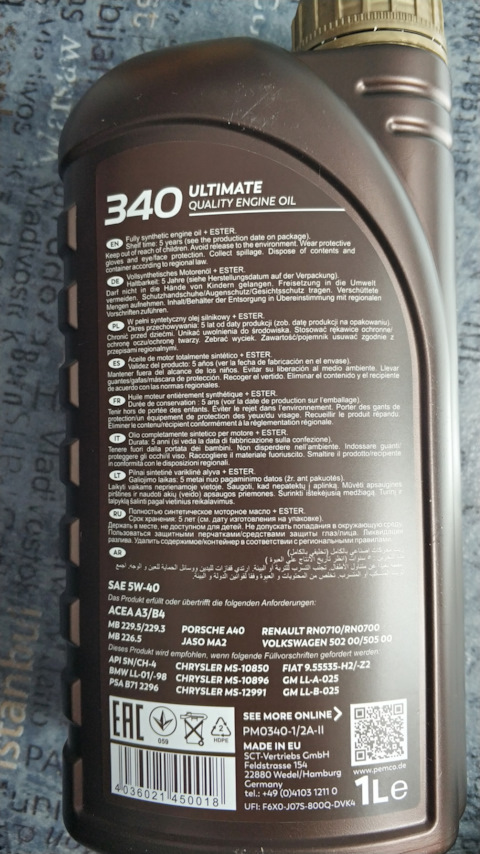 340 ULTIMATE
QUALITY ENGINE OIL
EN Fully synthetic engine oil + ESTER.
Shelf time: 5 years (see the production date on package).
Keep out of reach of children. Avoid release to the environment. Wear protective
gloves and eye/face protection. Collect spillage. Dispose of contents and
container according to regional law.
DE Vollsynthetisches Motorenöl + ESTER.
Haltbarkeit: 5 Jahre (siehe Herstellungsdatum auf der Verpackung).
Darf nicht in die Hände von Kindern gelangen. Freisetzung in die Umwelt
vermeiden. Schutzhandschuhe/Augenschutz/Gesichtsschutz tragen. Verschüttete
Mengen aufnehmen. Inhalt/Behälter der Entsorgung in Übereinstimmung mit regionalen
Vorschriften zuführen.
PL W pełni syntetyczny olej silnikowy + ESTER.
Okres przechowywania: 5 lat od daty produkcji (zob. datę produkcji na opakowaniu).
Chronić przed dziećmi. Unikać uwolnienia do środowiska. Stosować rękawice ochronne/
ochronę oczu/ochronę twarzy. Zebrać wyciek. Zawartość/pojemnik usuwać zgodnie z
przepisami regionalnymi.
ES Aceite de motor totalmente sintético + ESTER.
Validez del producto: 5 años (ver la fecha de fabricación en el envase).
Mantener fuera del alcance de los niños. Evitar su liberación al medio ambiente. Llevar
guantes/gafas/máscara de protección. Recoger el vertido. Eliminar el contenido y el recipiente
de acuerdo con las normas regionales.
FR Huile moteur entièrement synthétique + ESTER.
Durée de conservation : 5 ans (voir la date de production sur l'emballage).
Tenir hors de portée des enfants. Éviter le rejet dans l'environnement. Porter des gants de
protection/un équipement de protection des yeux/du visage. Recueillir le produit répandu.
Éliminer le contenu/récipient conformément à la réglementation régionale.
IT Olio completamente sintetico per motore + ESTER.
Durata: 5 anni (si veda la data di fabbricazione sulla confezione).
Tenere fuori dalla portata dei bambini. Non disperdere nell'ambiente. Indossare guanti/
proteggere gli occhi/il viso. Raccogliere il materiale fuoriuscito. Smaltire il prodotto/recipiente
in conformità con le disposizioni regionali.
LT Pilnai sintetinė variklinė alyva + ESTER.
Galiojimo laikas: 5 metai nuo pagaminimo datos (žr. ant pakuotės).
Laikyti vaikams neprienamoje vietoje. Saugoti, kad nepatektų į aplinką. Mūvėti apsaugines
pirštines ir naudoti akių (veido) apsaugos priemones. Surinkti ištekėjusią medžiagą. Turinį ir
talpyklą šalinti pagal vietinius reikalavimus.
RU Полностью синтетическое моторное масло + ESTER.
Срок хранения: 5 лет (см. дату изготовления на упаковке).
Держать в месте, не доступном для детей. Не допускать попадания в окружающую среду.
Пользоваться защитными перчатками/средствами защиты глаз/лица. Ликвидация
разлива. Удалить содержимое/контейнер в соответствии с региональными правилами.
AR
SAE 5W-40
Das Produkt erfüllt oder übertrifft die folgenden Anforderungen:
ACEA A3/B4
MB 229.5/229.3 PORSCHE A40 RENAULT RN0710/RN0700
MB 226.5 JASO MA2 VOLKSWAGEN 502 00/505 00
Dieses Produkt wird empfohlen, wenn folgende Füllvorschriften gefordert werden
API SN/CH-4 CHRYSLER MS-10850 FIAT 9.55535-H2/-Z2
BMW LL-01/-98 CHRYSLER MS-10896 GM LL-A-025
PSA B71 2296 CHRYSLER MS-12991 GM LL-B-025
EAC
059
2
HDPE
SEE MORE ONLINE
PM0340-1/2A-II
MADE IN EU
SCT-Vertriebs GmbH
Feldstrasse 154
22880 Wedel/Hamburg
Germany
tel.: +49 (0)4103 1211 0
UFI: F6X0-J07S-800Q-DVK4
www.pemco.de
1L e
4 036021 450018